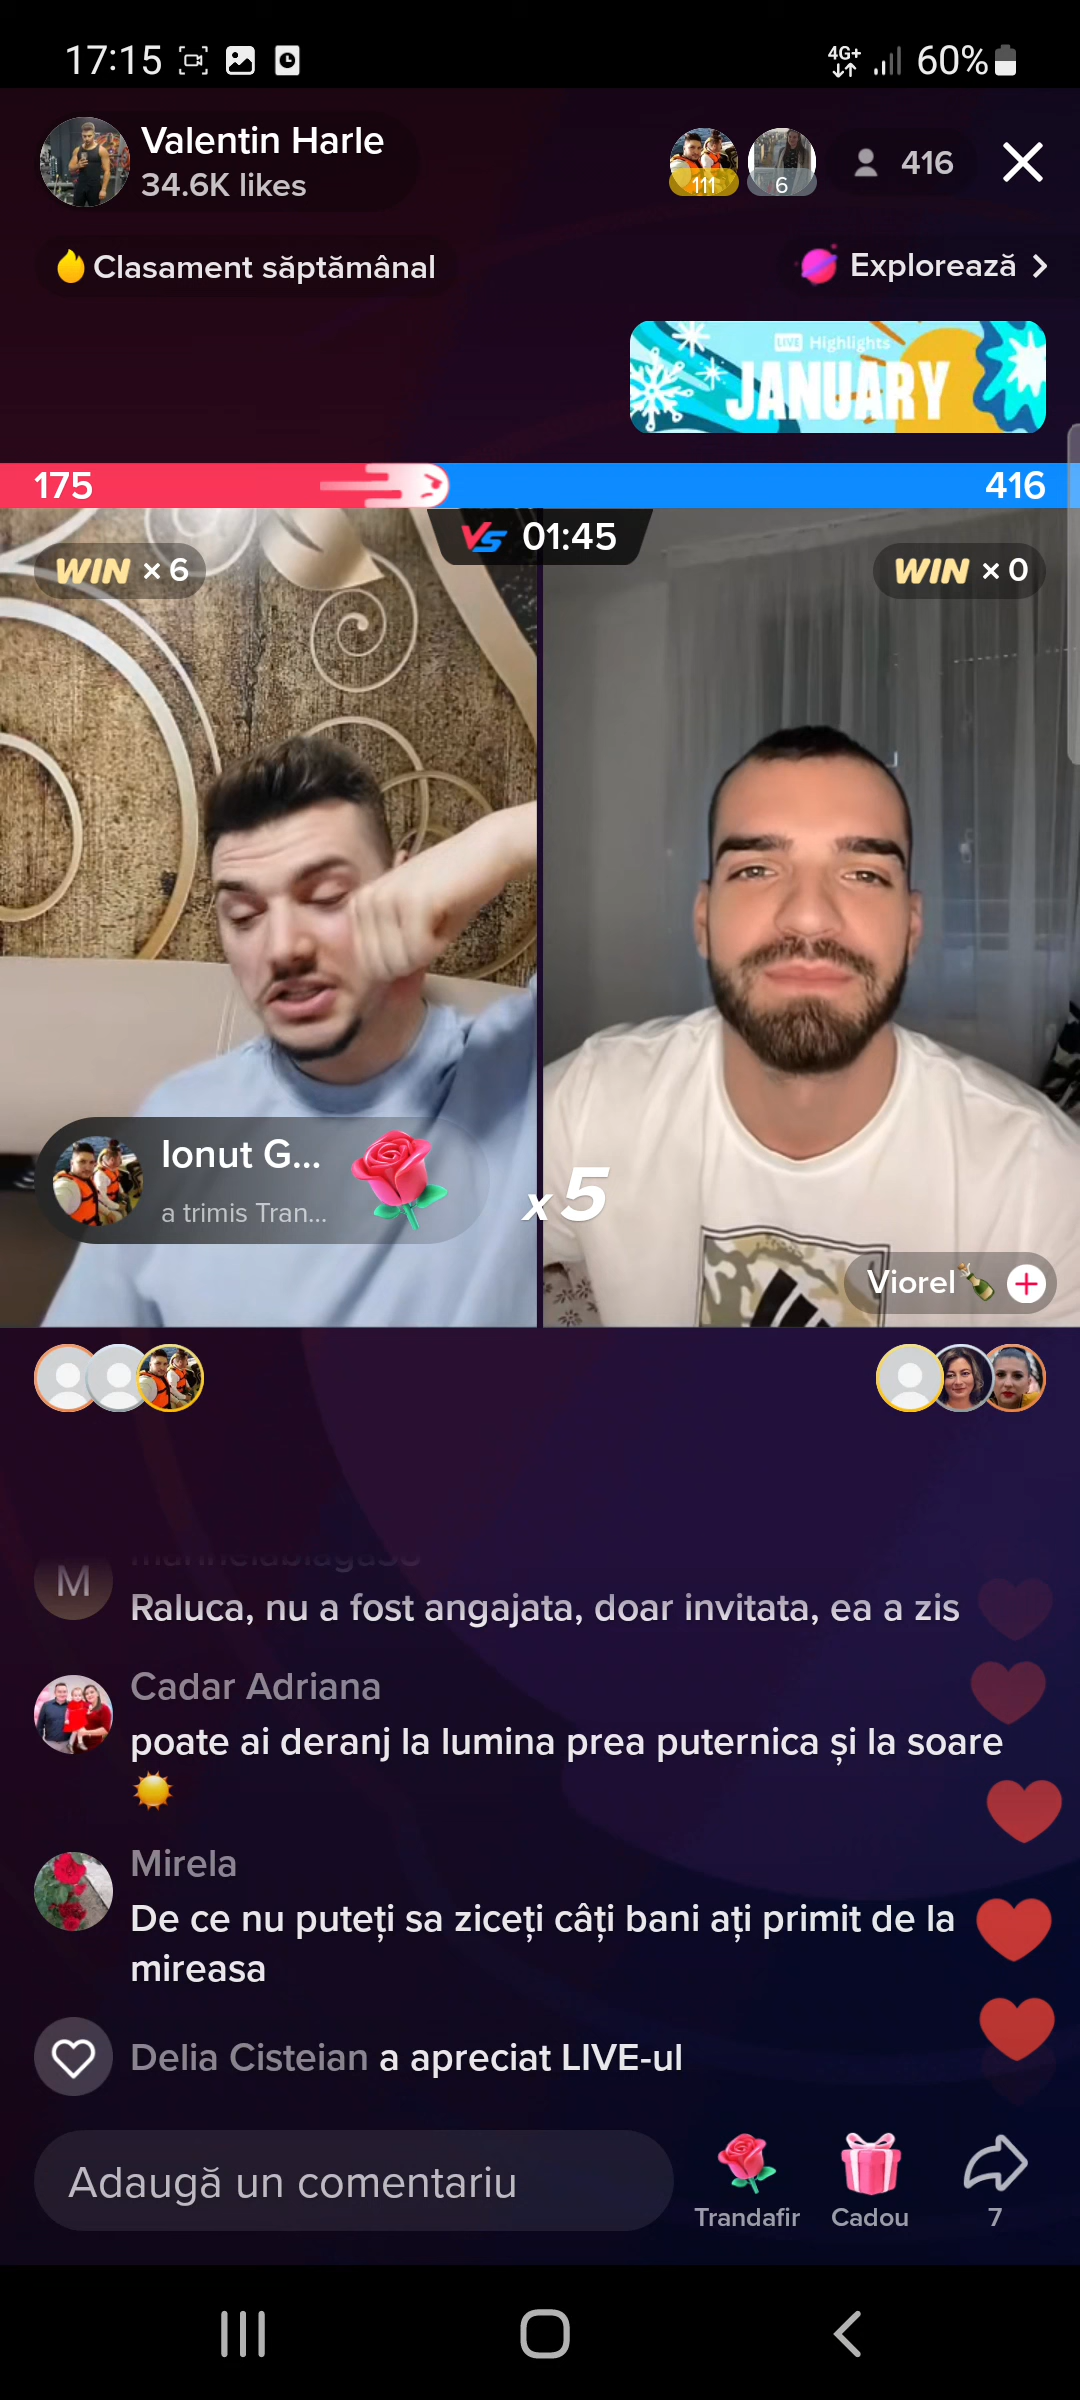 17:15
4G+
60%
Valentin Harle
34.6K likes
111
6
416
Clasament săptămânal
Explorează
LIVE Highlights
JANUARY
175
416
VS 01:45
WIN × 6
WIN × 0
Ionut G...
a trimis Tran...
x5
Viorel
M
Raluca, nu a fost angajata, doar invitata, ea a zis
Cadar Adriana
poate ai deranj la lumina prea puternica și la soare
Mirela
De ce nu puteți sa ziceți câți bani ați primit de la
mireasa
Delia Cisteian a apreciat LIVE-ul
Adaugă un comentariu
Trandafir
Cadou
7